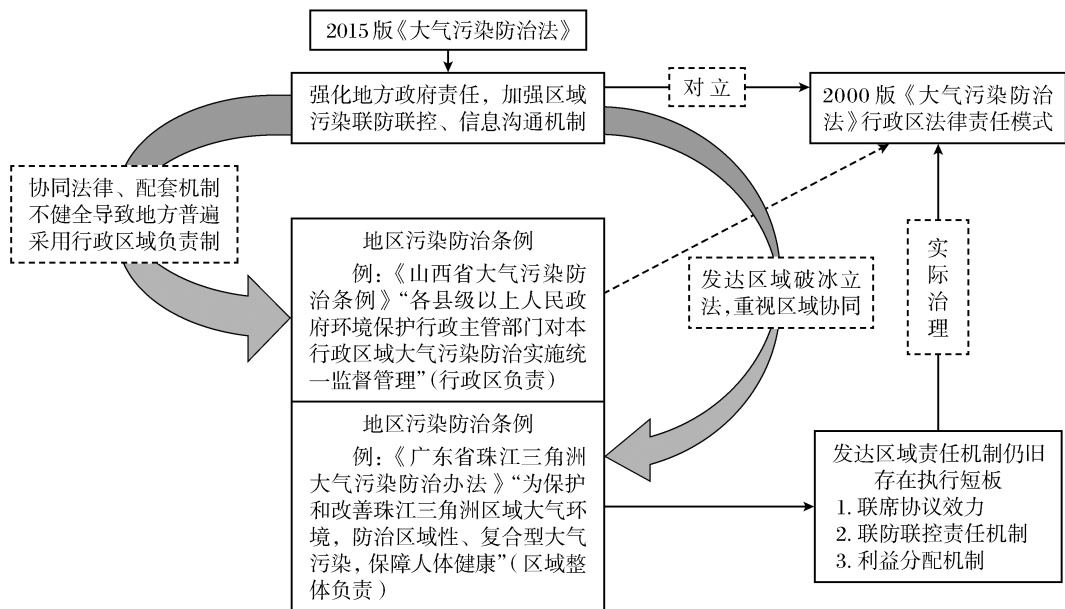 2015版《大气污染防治法》
强化地方政府责任，加强区域
污染联防联控、信息沟通机制
对立
2000版《大气污染防治
法》行政区法律责任模式
协同法律、配套机制
不健全导致地方普遍
采用行政区域负责制
地区污染防治条例
例：《山西省大气污染防
治条例》“各县级以上人民政
府环境保护行政主管部门对本
行政区域大气污染防治实施统
一监督管理”（行政区负责）
发达区域破冰立
法，重视区域协同
实
际
治
理
地区污染防治条例
例：《广东省珠江三角洲
大气污染防治办法》“为保护
和改善珠江三角洲区域大气环
境，防治区域性、复合型大气
污染，保障人体健康”（区域整
体负责）
发达区域责任机制仍旧
存在执行短板
1. 联席协议效力
2. 联防联控责任机制
3. 利益分配机制